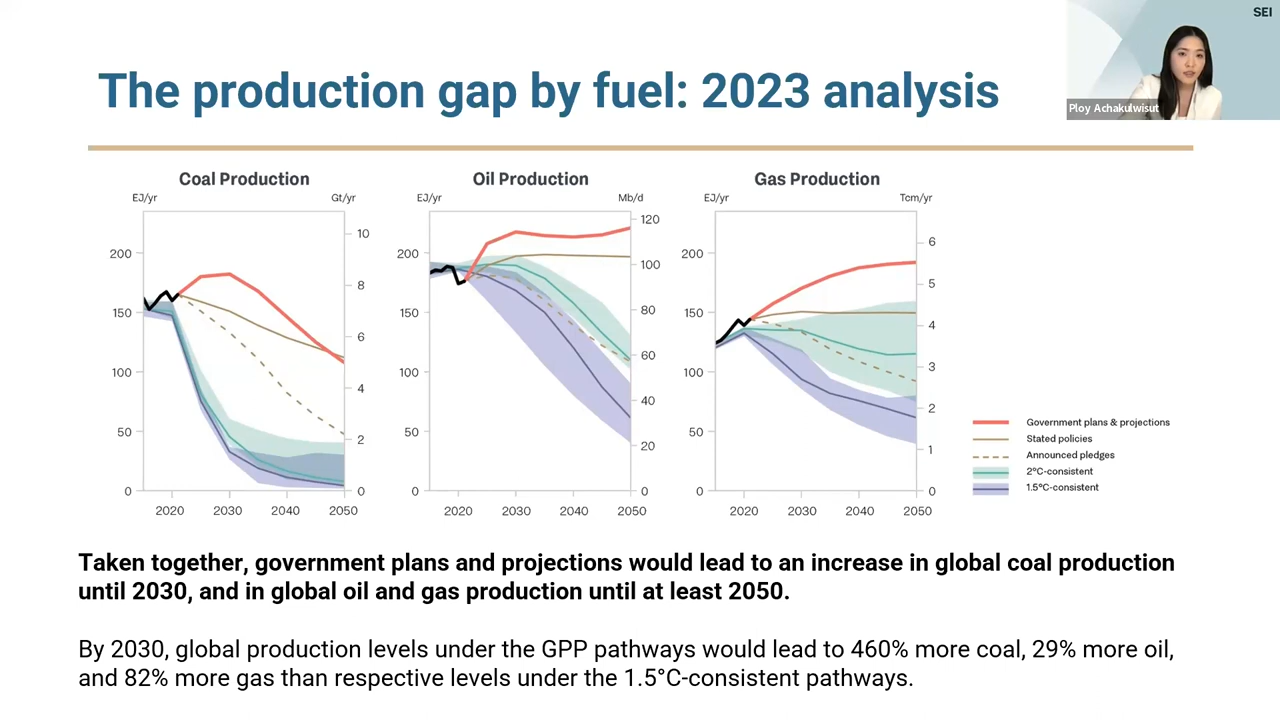 SEI
The production gap by fuel: 2023 analysis
Ploy Achakulwisut
Coal Production
EJ/yr
Gt/yr
200
150
100
50
0
10
8
6
4
2
0
2020 2030 2040 2050
Oil Production
EJ/yr
Mb/d
200
150
100
50
0
120
100
80
60
40
20
0
2020 2030 2040 2050
Gas Production
EJ/yr
Tcm/yr
200
150
100
50
0
6
5
4
3
2
1
0
2020 2030 2040 2050
Government plans & projections
Stated policies
Announced pledges
2°C-consistent
1.5°C-consistent
Taken together, government plans and projections would lead to an increase in global coal production
until 2030, and in global oil and gas production until at least 2050.
By 2030, global production levels under the GPP pathways would lead to 460% more coal, 29% more oil,
and 82% more gas than respective levels under the 1.5°C-consistent pathways.